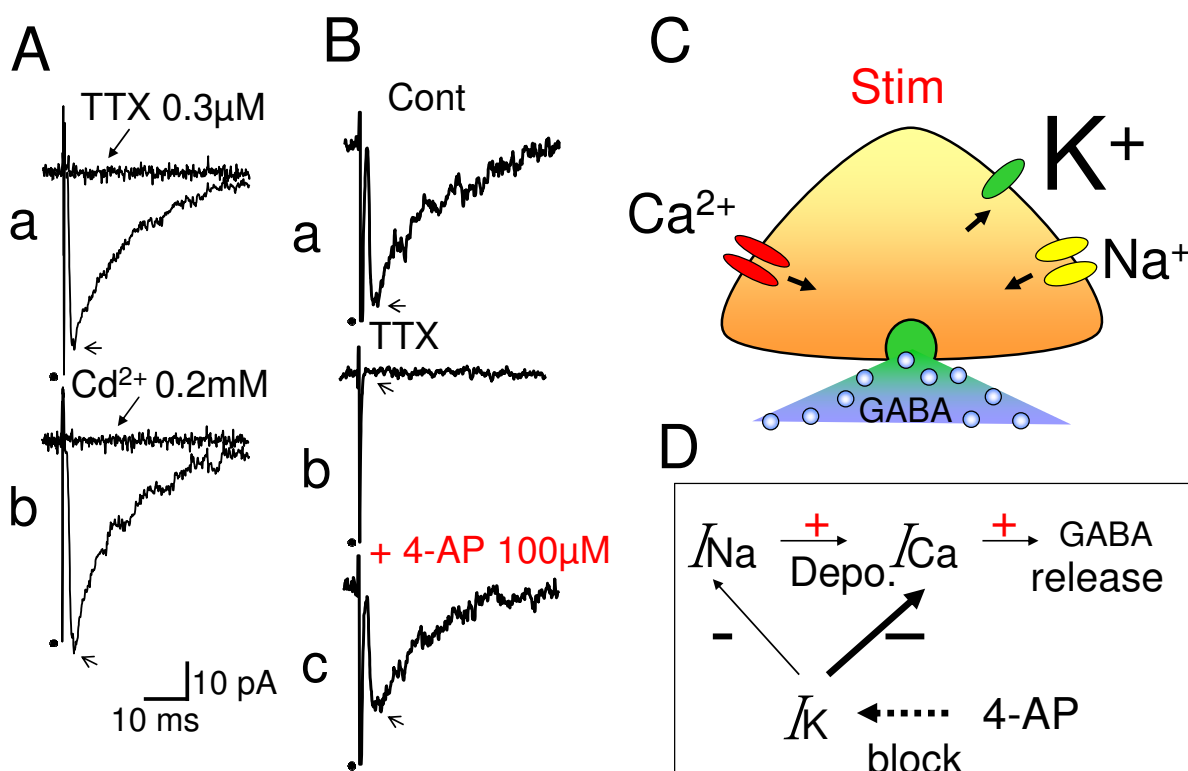 A
TTX 0.3µM
a
Cd²⁺ 0.2mM
b
10 pA
10 ms
B
Cont
a
TTX
b
+ 4-AP 100µM
c
C
Stim
K⁺
Ca²⁺
Na⁺
GABA
D
INa + Depo. ICa + GABA release
- —
IK 4-AP
block